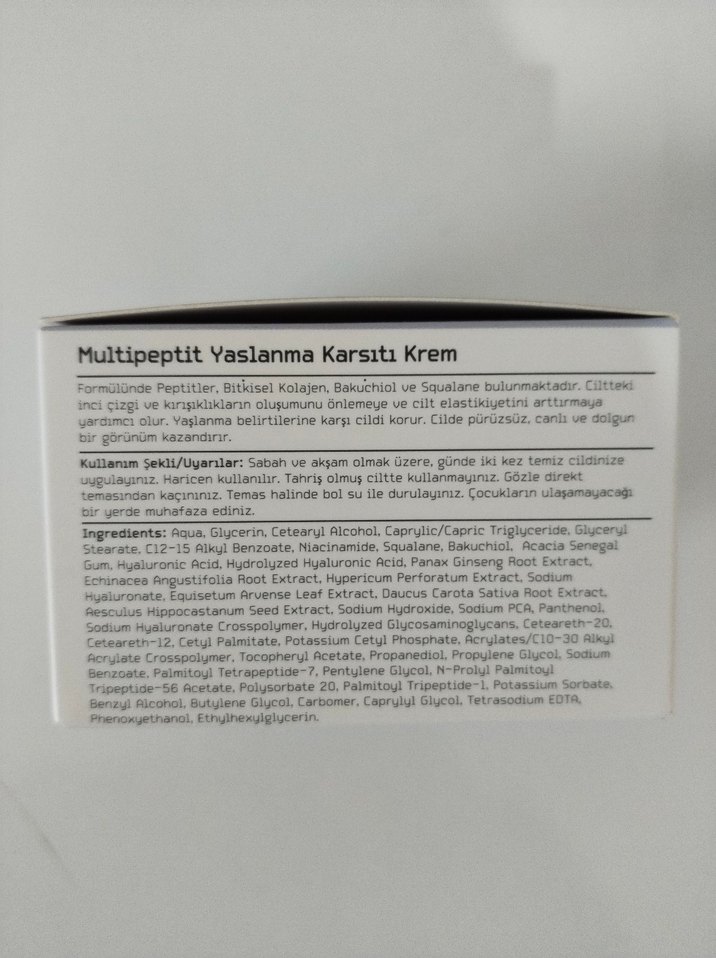 Multipeptit Yaslanma Karsıtı Krem
Formülünde Peptitler, Bitkisel Kolajen, Bakuchiol ve Squalane bulunmaktadır. Ciltteki
inci çizgi ve kırışıklıkların oluşumunu önlemeye ve cilt elastikiyetini arttırmaya
yardımcı olur. Yaşlanma belirtilerine karşı cildi korur. Cilde pürüzsüz, canlı ve dolgun
bir görünüm kazandırır.
Kullanım Şekli/Uyarılar: Sabah ve akşam olmak üzere, günde iki kez temiz cildinize
uygulayınız. Haricen kullanılır. Tahriş olmuş ciltte kullanmayınız. Gözle direkt
temasından kaçınınız. Temas halinde bol su ile durulayınız. Çocukların ulaşamayacağı
bir yerde muhafaza ediniz.
Ingredients: Aqua, Glycerin, Cetearyl Alcohol, Caprylic/Capric Triglyceride, Glyceryl
Stearate, C12-15 Alkyl Benzoate, Niacinamide, Squalane, Bakuchiol, Acacia Senegal
Gum, Hyaluronic Acid, Hydrolyzed Hyaluronic Acid, Panax Ginseng Root Extract,
Echinacea Angustifolia Root Extract, Hypericum Perforatum Extract, Sodium
Hyaluronate, Equisetum Arvense Leaf Extract, Daucus Carota Sativa Root Extract,
Aesculus Hippocastanum Seed Extract, Sodium Hydroxide, Sodium PCA, Panthenol,
Sodium Hyaluronate Crosspolymer, Hydrolyzed Glycosaminoglycans, Ceteareth-20,
Ceteareth-12, Cetyl Palmitate, Potassium Cetyl Phosphate, Acrylates/C10-30 Alkyl
Acrylate Crosspolymer, Tocopheryl Acetate, Propanediol, Propylene Glycol, Sodium
Benzoate, Palmitoyl Tetrapeptide-7, Pentylene Glycol, N-Prolyl Palmitoyl
Tripeptide-56 Acetate, Polysorbate 20, Palmitoyl Tripeptide-1, Potassium Sorbate,
Benzyl Alcohol, Butylene Glycol, Carbomer, Caprylyl Glycol, Tetrasodium EDTA,
Phenoxyethanol, Ethylhexylglycerin.